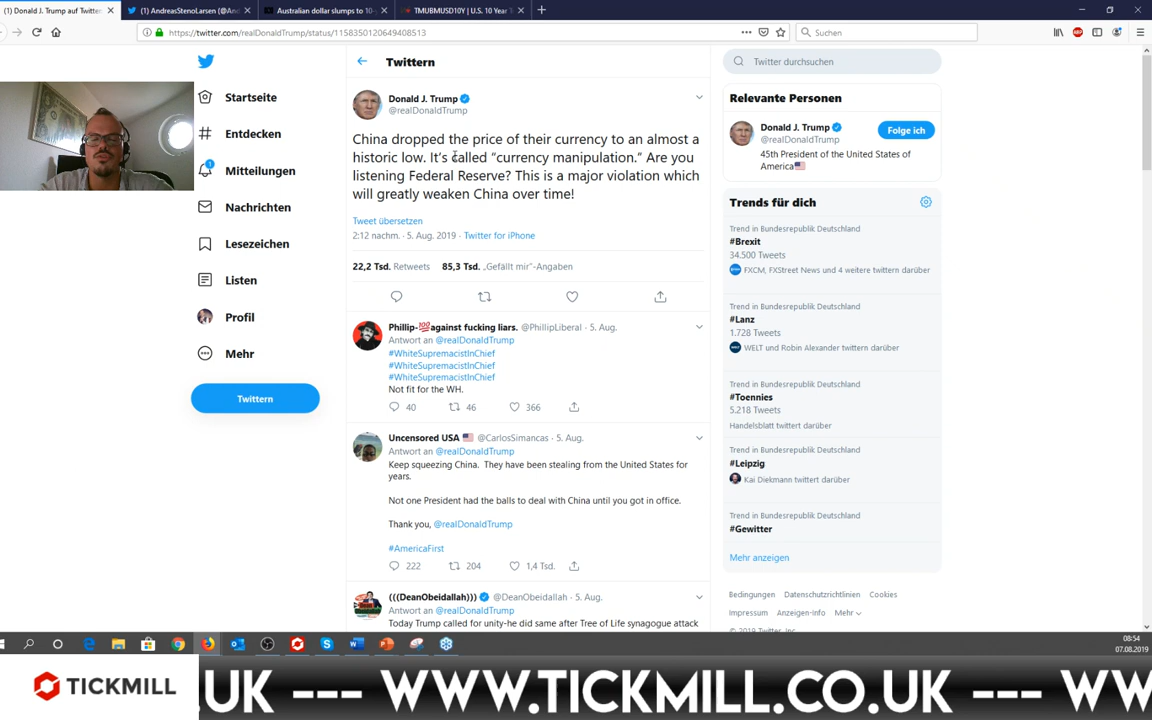 (1) Donald J. Trump auf Twitter
(1) AndreasStenoLarsen (@And
Australian dollar slumps to 10-
TMUBMUSD10Y | U.S. 10 Year
https://twitter.com/realDonaldTrump/status/1158350120649408513
Suchen
Twittern
Twitter durchsuchen
Startseite
Entdecken
1
Mitteilungen
Nachrichten
Lesezeichen
Listen
Profil
Mehr
Twittern
Donald J. Trump
@realDonaldTrump
China dropped the price of their currency to an almost a
historic low. It's called “currency manipulation.” Are you
listening Federal Reserve? This is a major violation which
will greatly weaken China over time!
Tweet übersetzen
2:12 nachm. · 5. Aug. 2019 · Twitter for iPhone
22,2 Tsd. Retweets 85,3 Tsd. „Gefällt mir“-Angaben
Phillip-💯against fucking liars. @PhillipLiberal · 5. Aug.
Antwort an @realDonaldTrump
#WhiteSupremacistInChief
#WhiteSupremacistInChief
#WhiteSupremacistInChief
Not fit for the WH.
40 46 366
Uncensored USA 🇺🇸 @CarlosSimancas · 5. Aug.
Antwort an @realDonaldTrump
Keep squeezing China. They have been stealing from the United States for
years.
Not one President had the balls to deal with China until you got in office.
Thank you, @realDonaldTrump
#AmericaFirst
222 204 1,4 Tsd.
(((DeanObeidallah))) @DeanObeidallah · 5. Aug.
Antwort an @realDonaldTrump
Today Trump called for unity-he did same after Tree of Life synagogue attack
Relevante Personen
Donald J. Trump
@realDonaldTrump
Folge ich
45th President of the United States of
America🇺🇸
Trends für dich
Trend in Bundesrepublik Deutschland
#Brexit
34.500 Tweets
FXCM, FXStreet News und 4 weitere twittern darüber
Trend in Bundesrepublik Deutschland
#Lanz
1.728 Tweets
WELT und Robin Alexander twittern darüber
Trend in Bundesrepublik Deutschland
#Toennies
5.218 Tweets
Handelsblatt twittert darüber
Trend in Bundesrepublik Deutschland
#Leipzig
Kai Diekmann twittert darüber
Trend in Bundesrepublik Deutschland
#Gewitter
Mehr anzeigen
Bedingungen Datenschutzrichtlinien Cookies
Impressum Anzeigen-Info Mehr
© 2019 Twitter, Inc.
08:54
07.08.2019
TICKMILL
.UK --- WWW.TICKMILL.CO.UK --- WW